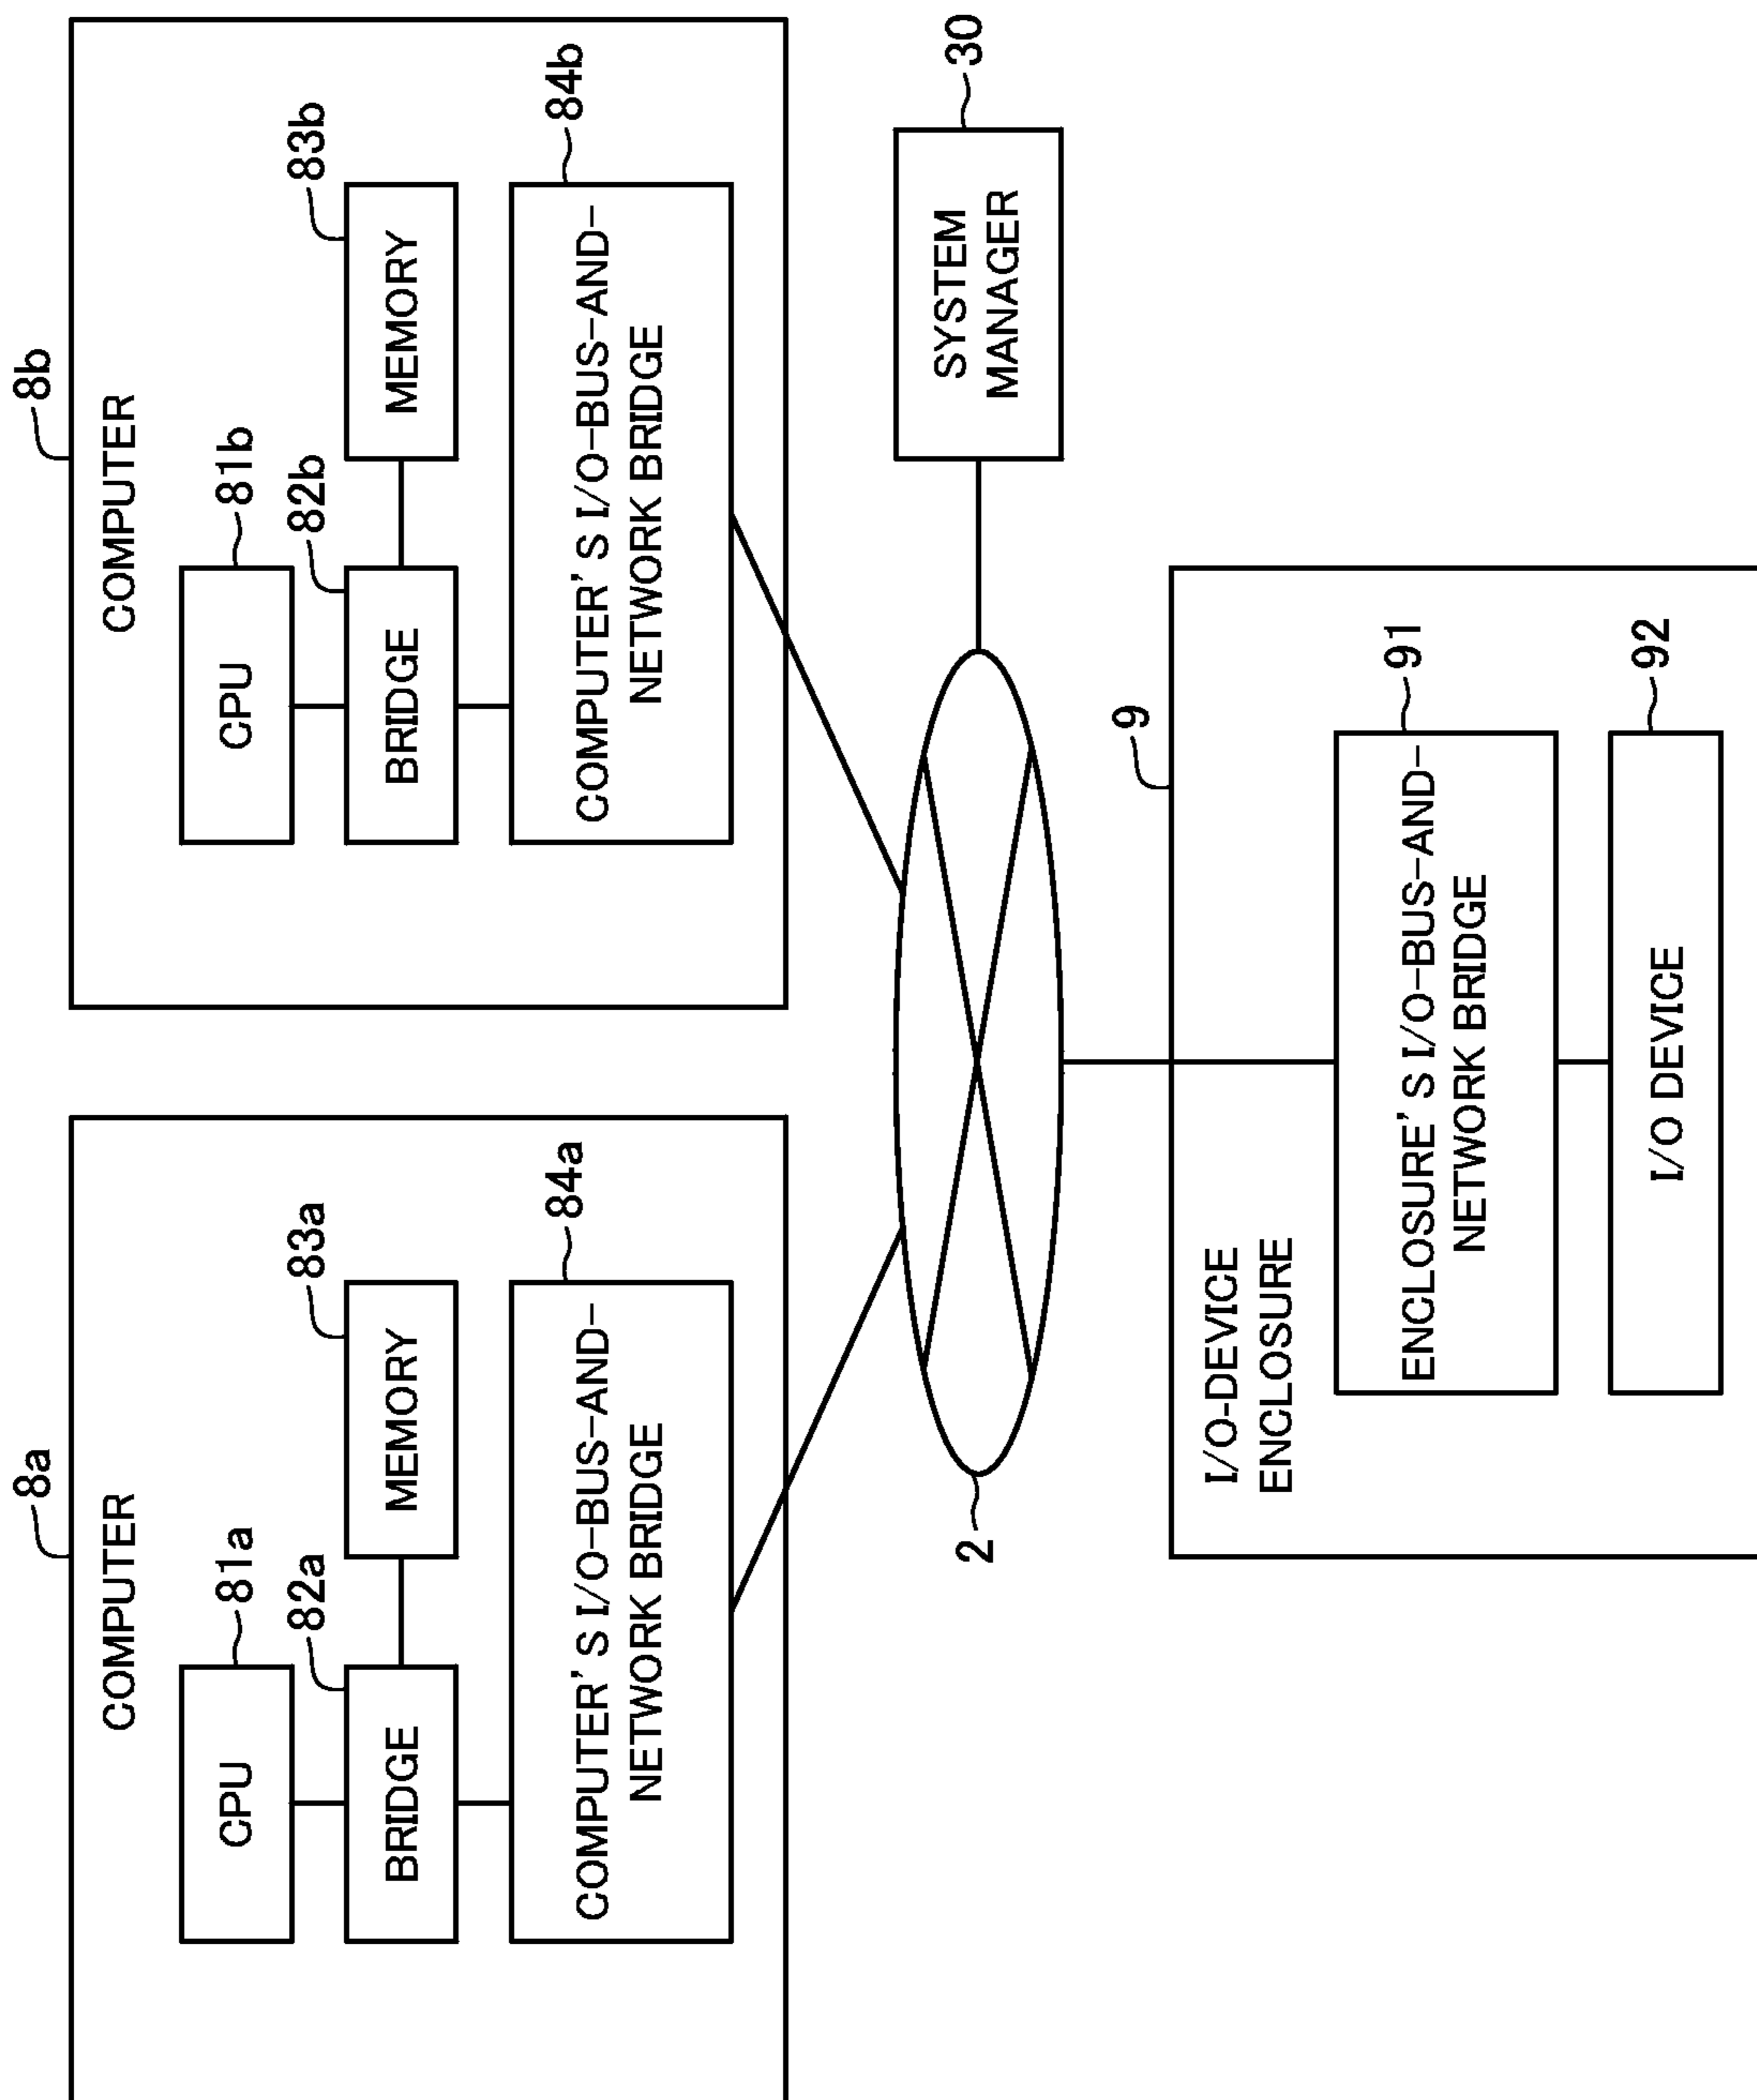 8a
COMPUTER
CPU
81a
82a
BRIDGE
83a
MEMORY
84a
COMPUTER'S I/O-BUS-AND-
NETWORK BRIDGE
8b
COMPUTER
CPU
81b
82b
BRIDGE
83b
MEMORY
84b
COMPUTER'S I/O-BUS-AND-
NETWORK BRIDGE
2
SYSTEM
MANAGER
30
9
I/O-DEVICE
ENCLOSURE
ENCLOSURE'S I/O-BUS-AND-
NETWORK BRIDGE
91
I/O DEVICE
92